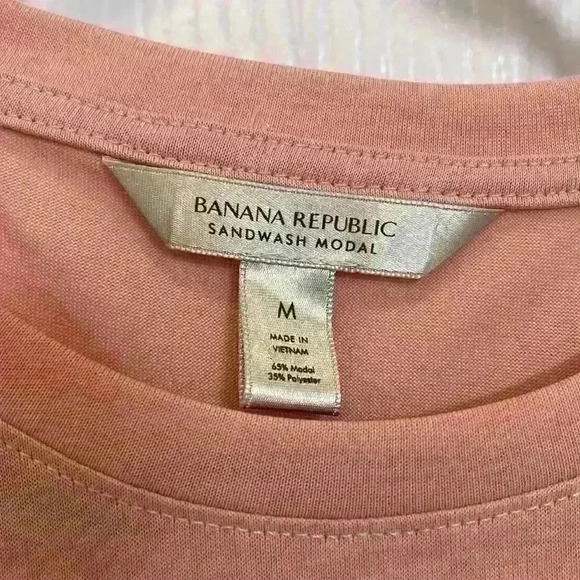 BANANA REPUBLIC
SANDWASH MODAL
M
MADE IN
VIETNAM
65% Modal
35% Polyester